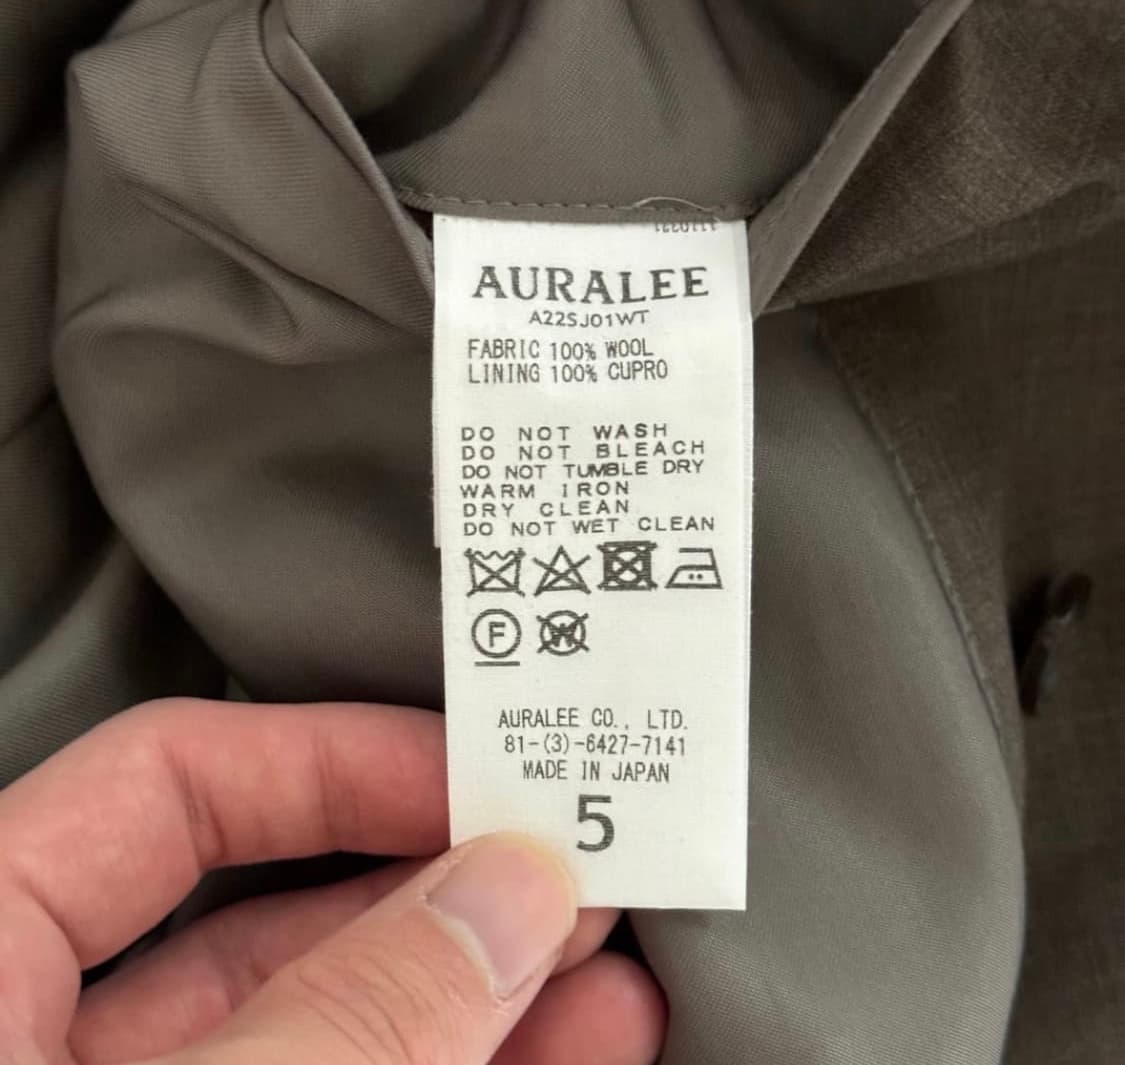 AURALEE
A22SJ01WT
FABRIC 100% WOOL
LINING 100% CUPRO
DO NOT WASH
DO NOT BLEACH
DO NOT TUMBLE DRY
WARM IRON
DRY CLEAN
DO NOT WET CLEAN
F W
AURALEE CO., LTD.
81-(3)-6427-7141
MADE IN JAPAN
5